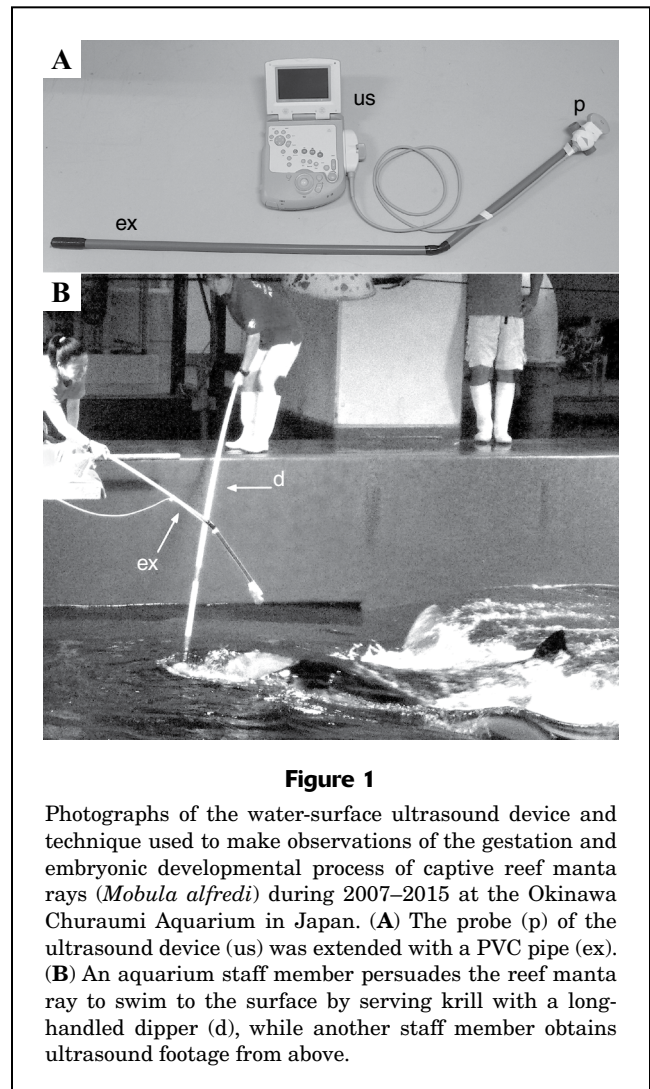 A
us
p
ex
B
d
ex
Figure 1
Photographs of the water-surface ultrasound device and
technique used to make observations of the gestation and
embryonic developmental process of captive reef manta
rays (Mobula alfredi) during 2007–2015 at the Okinawa
Churaumi Aquarium in Japan. (A) The probe (p) of the
ultrasound device (us) was extended with a PVC pipe (ex).
(B) An aquarium staff member persuades the reef manta
ray to swim to the surface by serving krill with a long-
handled dipper (d), while another staff member obtains
ultrasound footage from above.